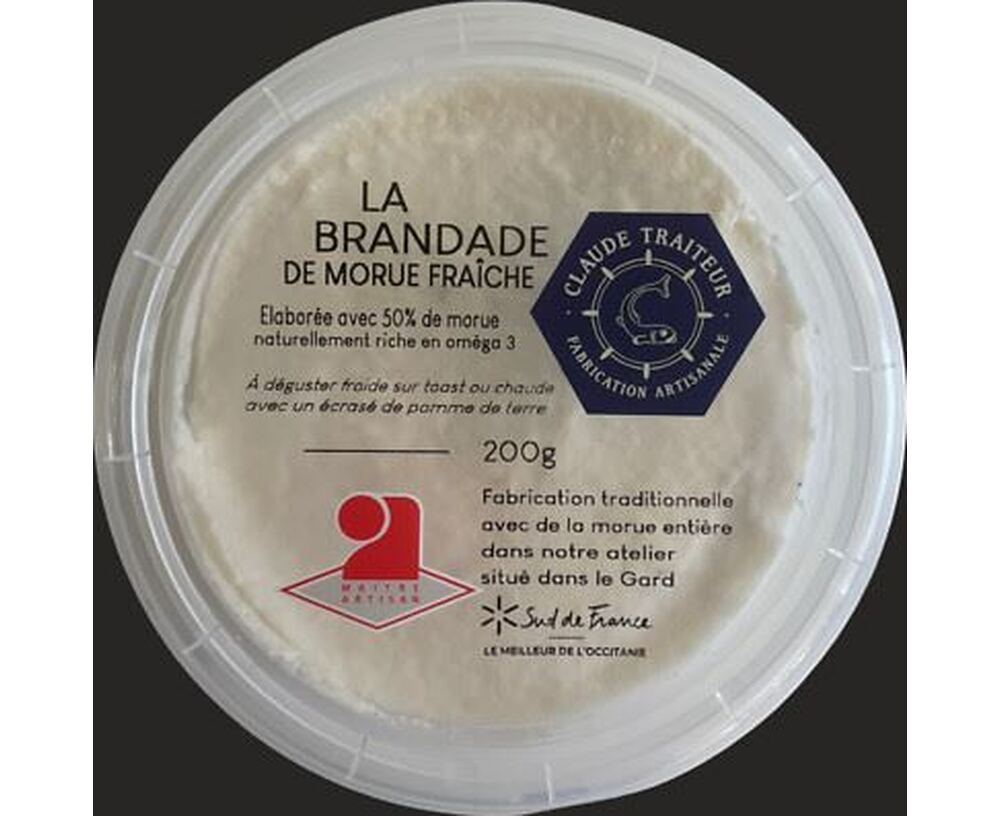 LA
BRANDADE
DE MORUE FRAÎCHE
Elaborée avec 50% de morue
naturellement riche en oméga 3
À déguster froide sur toast ou chaude
avec un écrasé de pomme de terre
CLAUDE TRAITEUR
FABRICATION ARTISANALE
200g
Fabrication traditionnelle
avec de la morue entière
dans notre atelier
situé dans le Gard
MAITRE
ARTISAN
Sud de France
LE MEILLEUR DE L'OCCITANIE